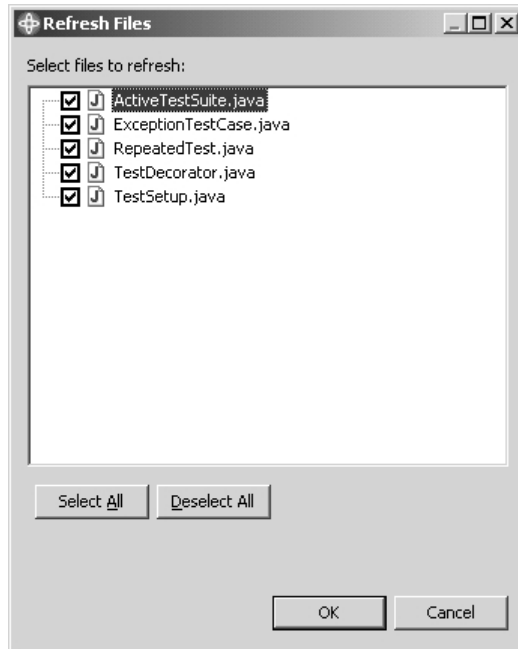 Refresh Files
Select files to refresh:
ActiveTestSuite.java
ExceptionTestCase.java
RepeatedTest.java
TestDecorator.java
TestSetup.java
Select All Deselect All
OK Cancel